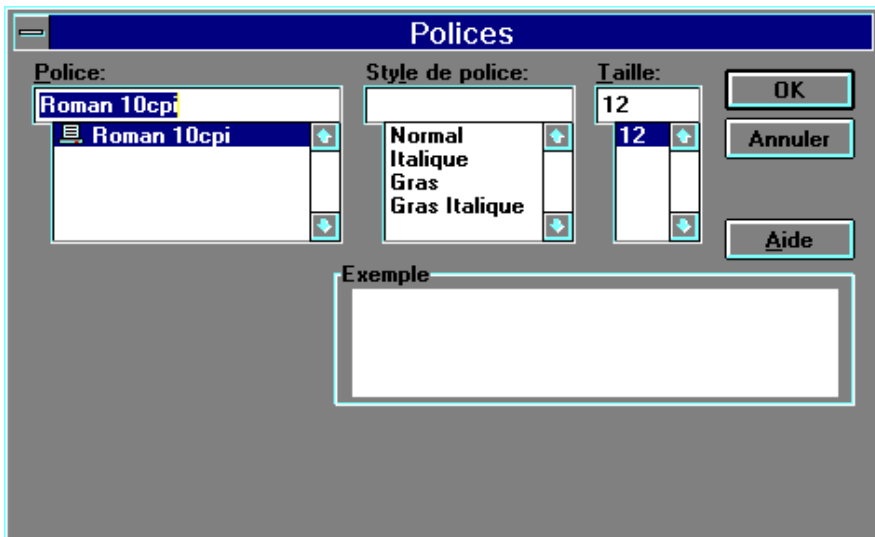 Polices
Police:
Roman 10cpi
Roman 10cpi
Style de police:
Normal
Italique
Gras
Gras Italique
Taille:
12
12
OK
Annuler
Aide
Exemple